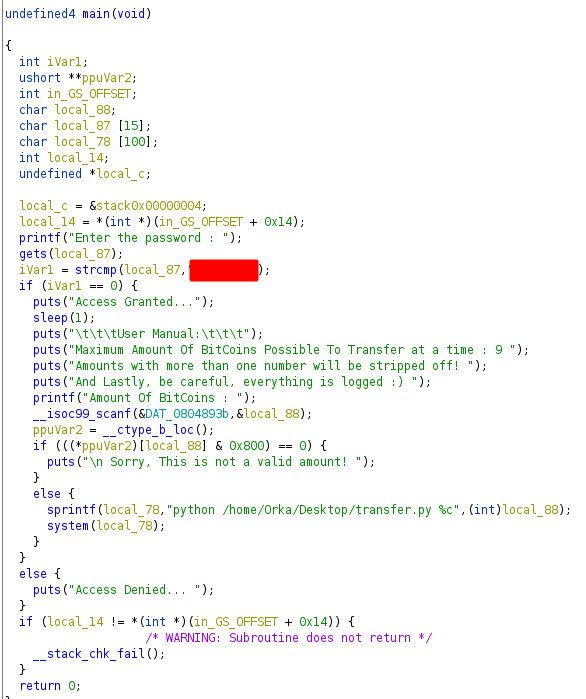 undefined4 main(void)
{
int iVar1;
ushort **ppuVar2;
int in_GS_OFFSET;
char local_88;
char local_87 [15];
char local_78 [100];
int local_14;
undefined *local_c;
local_c = &stack0x00000004;
local_14 = *(int *)(in_GS_OFFSET + 0x14);
printf("Enter the password : ");
gets(local_87);
iVar1 = strcmp(local_87,);
if (iVar1 == 0) {
puts("Access Granted...");
sleep(1);
puts("\t\t\tUser Manual:\t\t\t");
puts("Maximum Amount Of BitCoins Possible To Transfer at a time : 9 ");
puts("Amounts with more than one number will be stripped off! ");
puts("And Lastly, be careful, everything is logged :) ");
printf("Amount Of BitCoins : ");
__isoc99_scanf(&DAT_0804893b,&local_88);
ppuVar2 = __ctype_b_loc();
if (((*ppuVar2)[local_88] & 0x800) == 0) {
puts("\n Sorry, This is not a valid amount! ");
}
else {
sprintf(local_78,"python /home/Orka/Desktop/transfer.py %c",(int)local_88);
system(local_78);
}
}
else {
puts("Access Denied... ");
}
if (local_14 != *(int *)(in_GS_OFFSET + 0x14)) {
/* WARNING: Subroutine does not return */
__stack_chk_fail();
}
return 0;
}